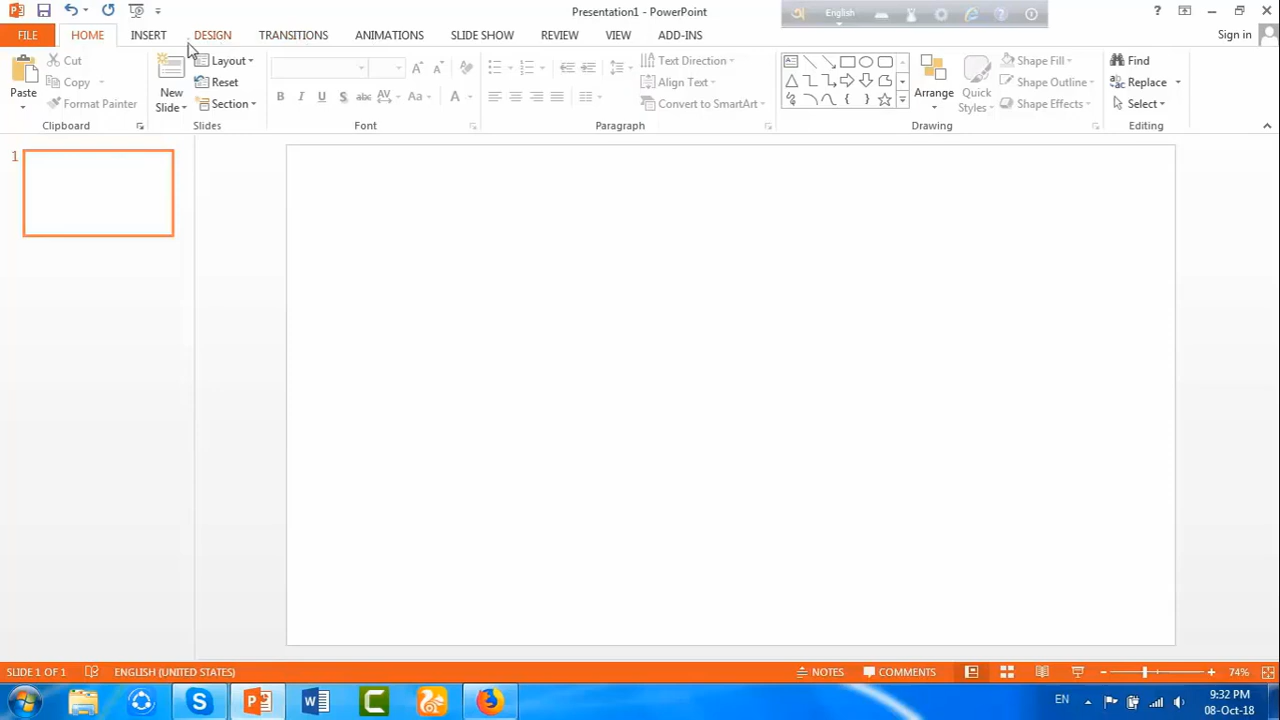 Presentation1 - PowerPoint
English
?
FILE
HOME
INSERT
DESIGN
TRANSITIONS
ANIMATIONS
SLIDE SHOW
REVIEW
VIEW
ADD-INS
Sign in
Paste
Cut
Copy
Format Painter
Clipboard
New
Slide
Layout
Reset
Section
Slides
B I U S abc AV Aa A
Font
Text Direction
Align Text
Convert to SmartArt
Paragraph
Arrange
Quick
Styles
Shape Fill
Shape Outline
Shape Effects
Drawing
Find
Replace
Select
Editing
1
SLIDE 1 OF 1
ENGLISH (UNITED STATES)
NOTES
COMMENTS
74%
EN
9:32 PM
08-Oct-18